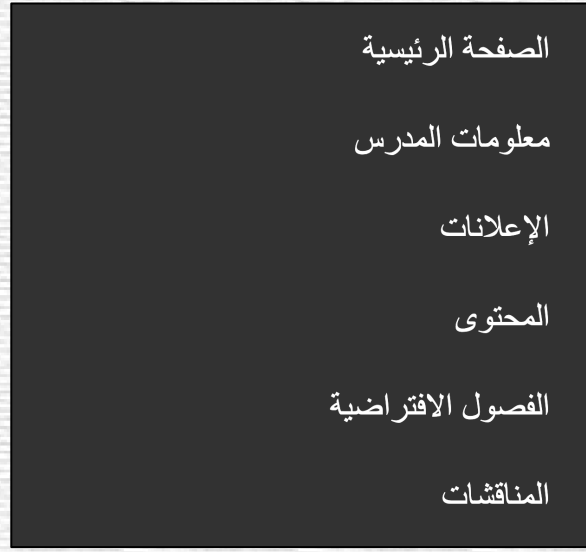 الصفحة الرئيسية
معلومات المدرس
الإعلانات
المحتوى
الفصول الافتراضية
المناقشات